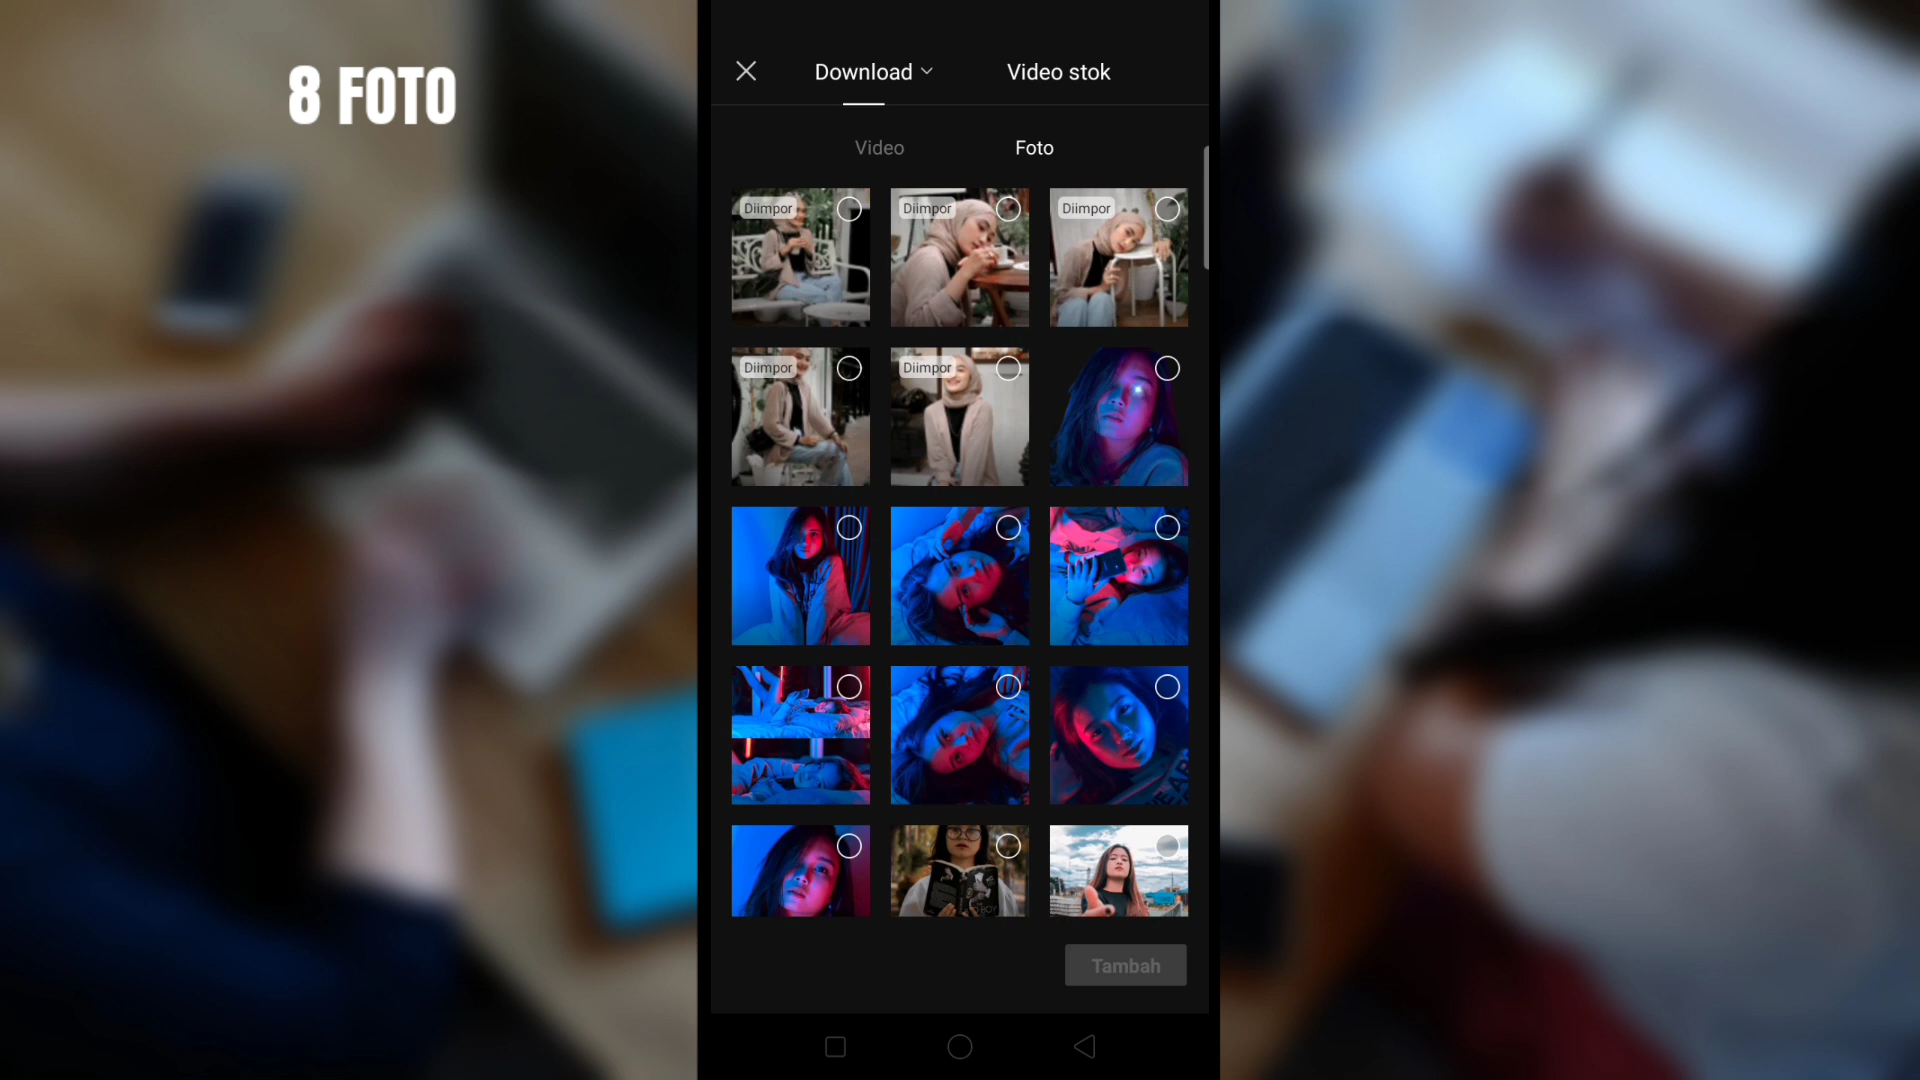 8 FOTO
Download
Video stok
Video
Foto
Diimpor
Diimpor
Diimpor
Diimpor
Diimpor
Tambah